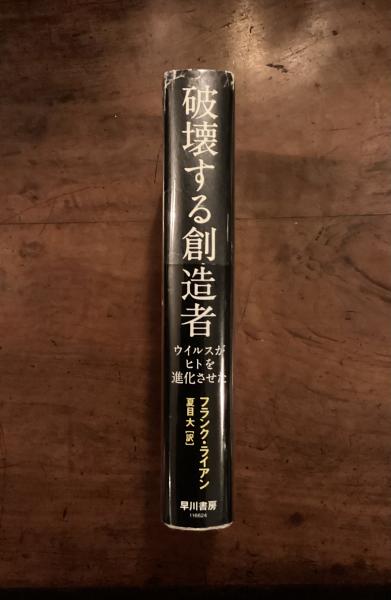 破壊する創造者
ウイルスが
ヒトを
進化させた
フランク・ライアン
夏目 大[訳]
早川書房
116624